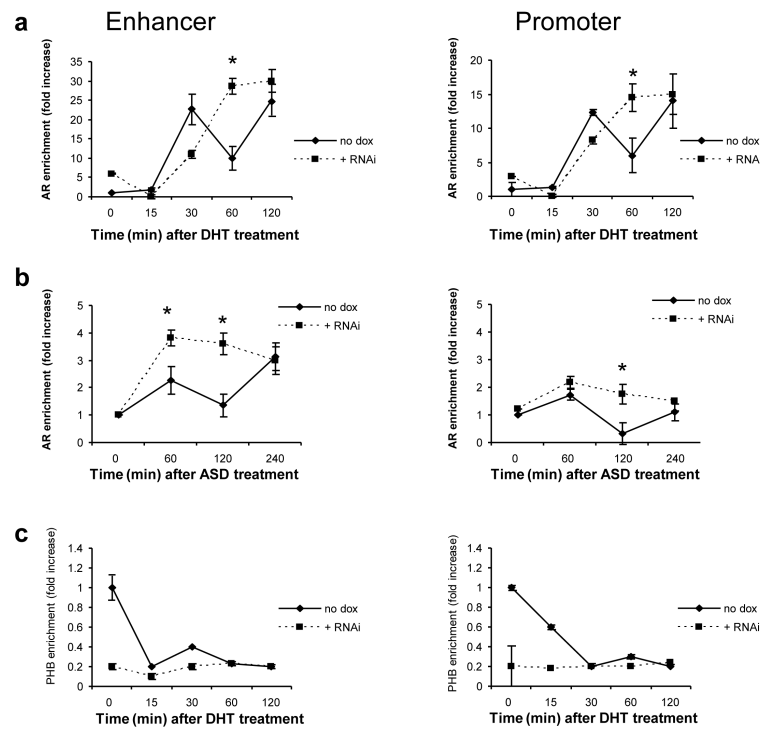 Enhancer
Promoter
a
AR enrichment (fold increase)
35
30
25
20
15
10
5
0
*
0 15 30 60 120
Time (min) after DHT treatment
no dox
+ RNAi
AR enrichment (fold increase)
20
15
10
5
0
*
0 15 30 60 120
Time (min) after DHT treatment
no dox
+ RNA
b
AR enrichment (fold increase)
5
4
3
2
1
0
* *
0 60 120 240
Time (min) after ASD treatment
no dox
+ RNAi
AR enrichment (fold increase)
5
4
3
2
1
0
*
0 60 120 240
Time (min) after ASD treatment
no dox
+ RNAi
c
PHB enrichment (fold increase)
1.4
1.2
1
0.8
0.6
0.4
0.2
0
0 15 30 60 120
Time (min) after DHT treatment
no dox
+ RNAi
PHB enrichment (fold increase)
1.4
1.2
1
0.8
0.6
0.4
0.2
0
0 15 30 60 120
Time (min) after DHT treatment
no dox
+ RNAi